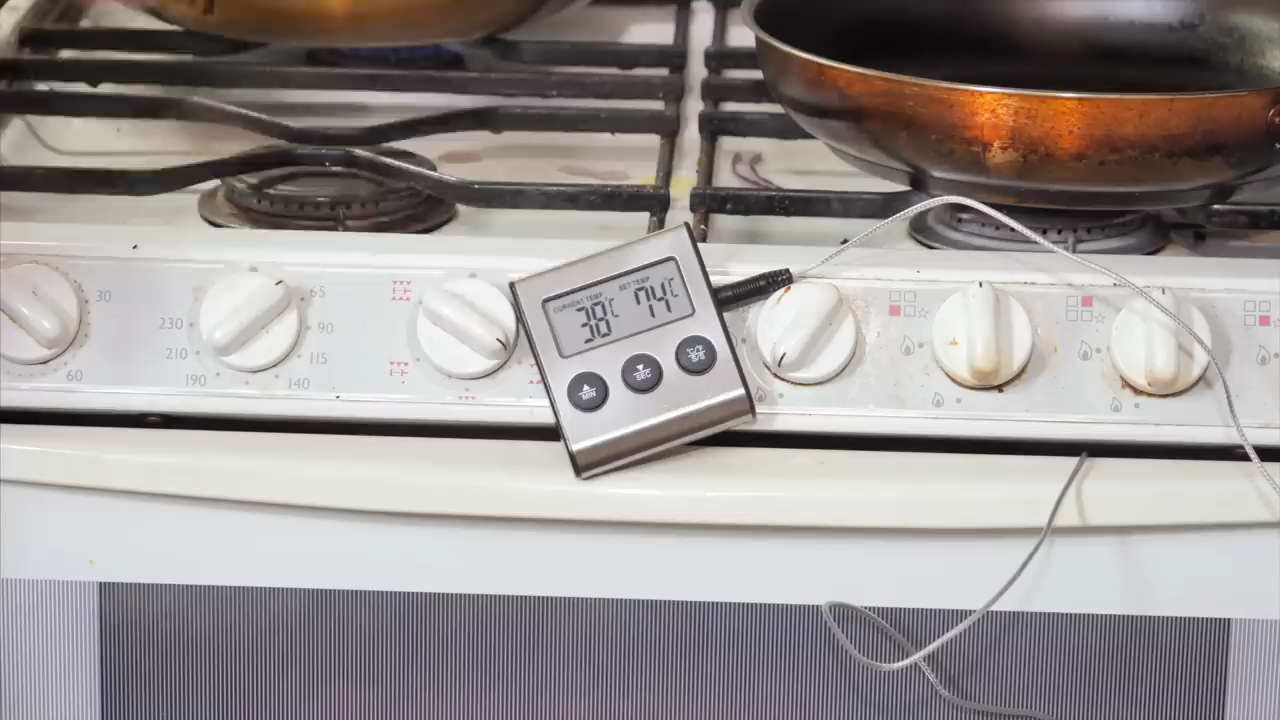 CURRENT TEMP
38°C
SET TEMP
74°C
▲
MIN
▼
SEC
°C/°F
S/S
30
60
230
210
190
65
90
115
140